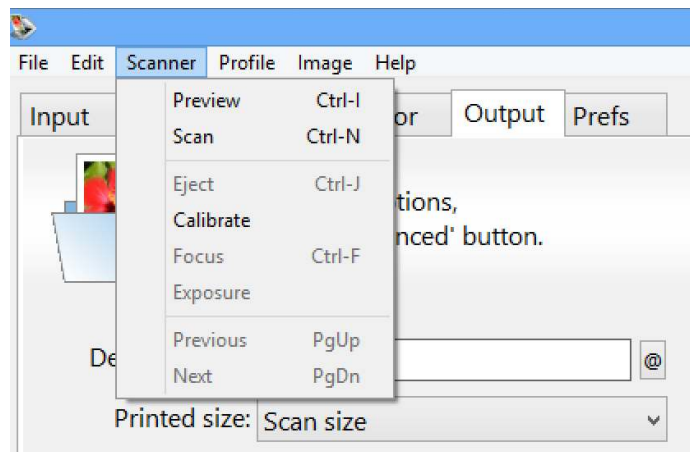 File Edit Scanner Profile Image Help
Input or Output Prefs
Preview Ctrl-I
Scan Ctrl-N
Eject Ctrl-J
tions,
Calibrate
nced' button.
Focus Ctrl-F
Exposure
Previous PgUp
De @
Next PgDn
Printed size: Scan size